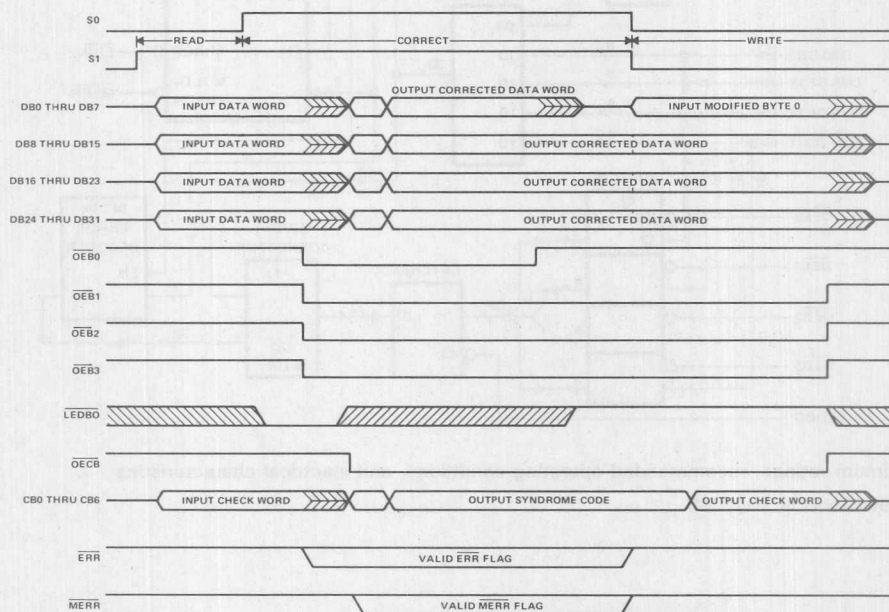 S0
READ CORRECT WRITE
S1
OUTPUT CORRECTED DATA WORD
DB0 THRU DB7 INPUT DATA WORD INPUT MODIFIED BYTE 0
DB8 THRU DB15 INPUT DATA WORD OUTPUT CORRECTED DATA WORD
DB16 THRU DB23 INPUT DATA WORD OUTPUT CORRECTED DATA WORD
DB24 THRU DB31 INPUT DATA WORD OUTPUT CORRECTED DATA WORD
OEB0
OEB1
OEB2
OEB3
LEDBO
OECB
CB0 THRU CB6 INPUT CHECK WORD OUTPUT SYNDROME CODE OUTPUT CHECK WORD
ERR VALID ERR FLAG
MERR VALID MERR FLAG